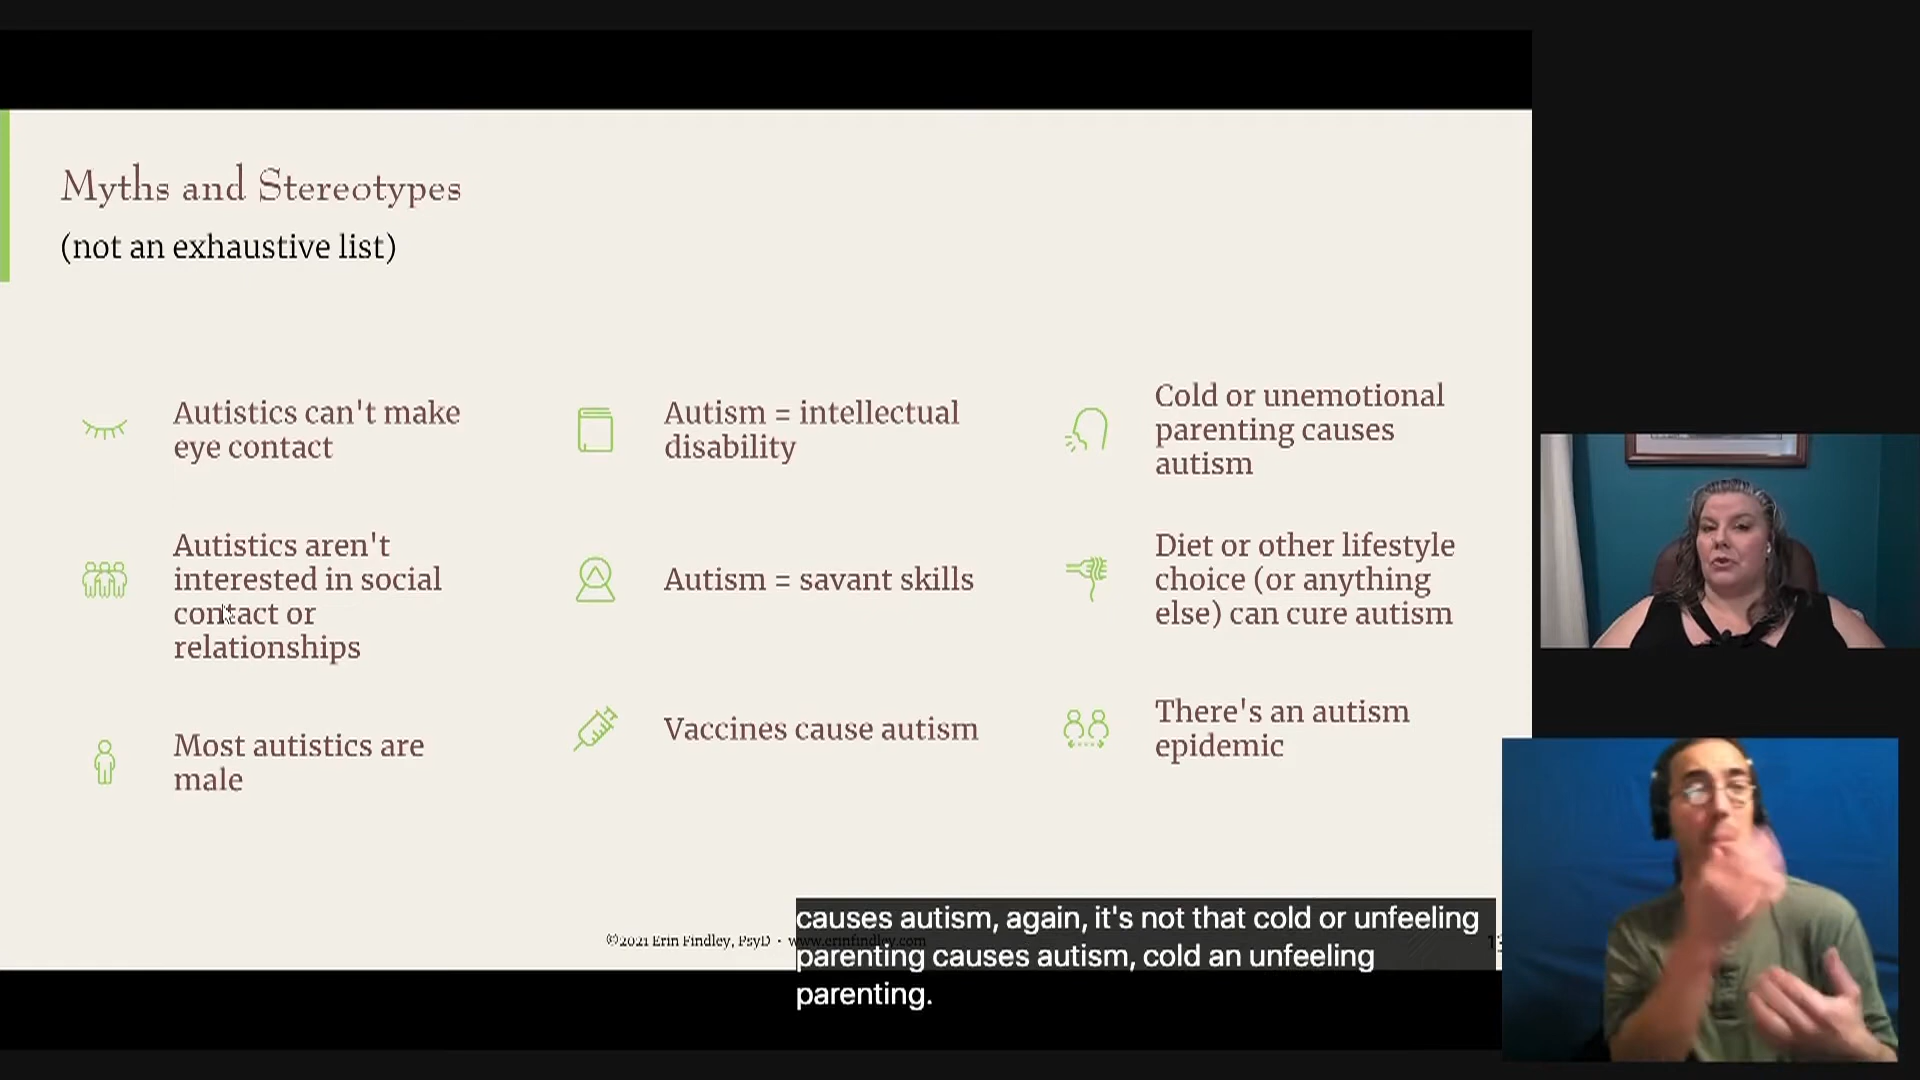 Myths and Stereotypes
(not an exhaustive list)
Autistics can't make
eye contact
Autistics aren't
interested in social
contact or
relationships
Most autistics are
male
Autism = intellectual
disability
Autism = savant skills
Vaccines cause autism
Cold or unemotional
parenting causes
autism
Diet or other lifestyle
choice (or anything
else) can cure autism
There's an autism
epidemic
©2021 Erin Findley, PsyD • www.erinfindley.com
causes autism, again, it's not that cold or unfeeling
parenting causes autism, cold an unfeeling
parenting.